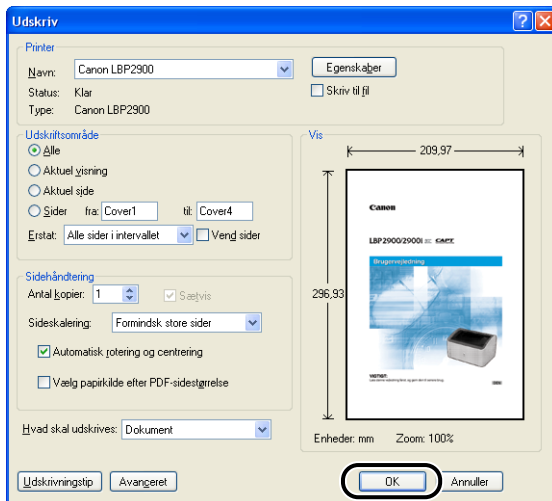 Udskriv
Printer
Navn: Canon LBP2900 Egenskaber
Status: Klar Skriv til fil
Type: Canon LBP2900
Udskriftsområde
Alle
Aktuel visning
Aktuel side
Sider fra: Cover1 til: Cover4
Erstat: Alle sider i intervallet Vend sider
Sidehåndtering
Antal kopier: 1 Sætvis
Sideskalering: Formindsk store sider
Automatisk rotering og centrering
Vælg papirkilde efter PDF-sidestørrelse
Hvad skal udskrives: Dokument
Udskrivningstip Avanceret
Vis
209,97
296,93
Canon
LBP2900/2900i CAPT
Brugervejledning
Enheder: mm Zoom: 100%
OK Annuller